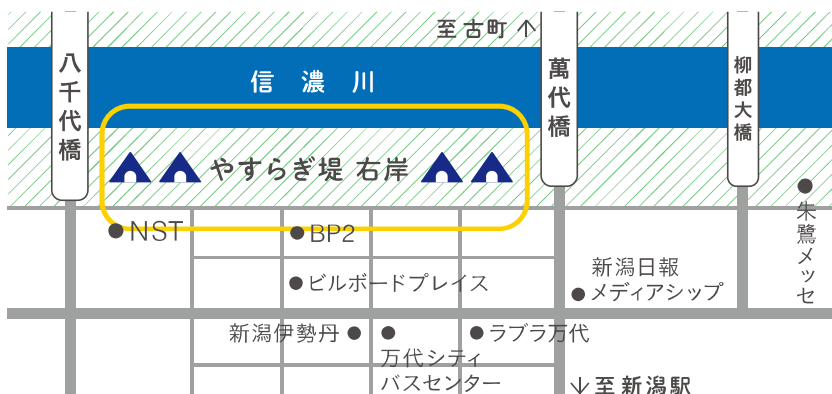 至古町↑
八千代橋
信濃川
萬代橋
柳都大橋
やすらぎ堤 右岸
朱鷺メッセ
NST
BP2
新潟日報
メディアシップ
ビルボードプレイス
新潟伊勢丹
ラブラ万代
万代シティ
バスセンター
↓至新潟駅